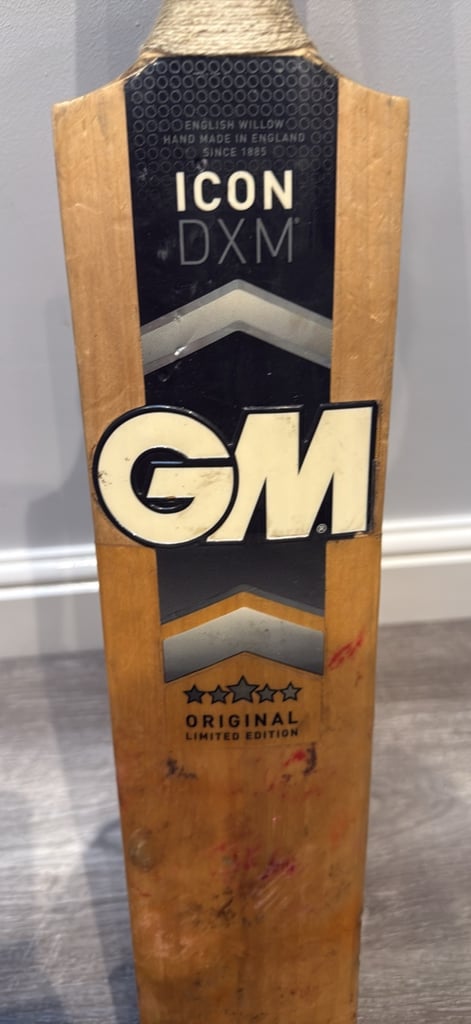 ENGLISH WILLOW
HAND MADE IN ENGLAND
SINCE 1885
ICON
DXM
GM®
ORIGINAL
LIMITED EDITION